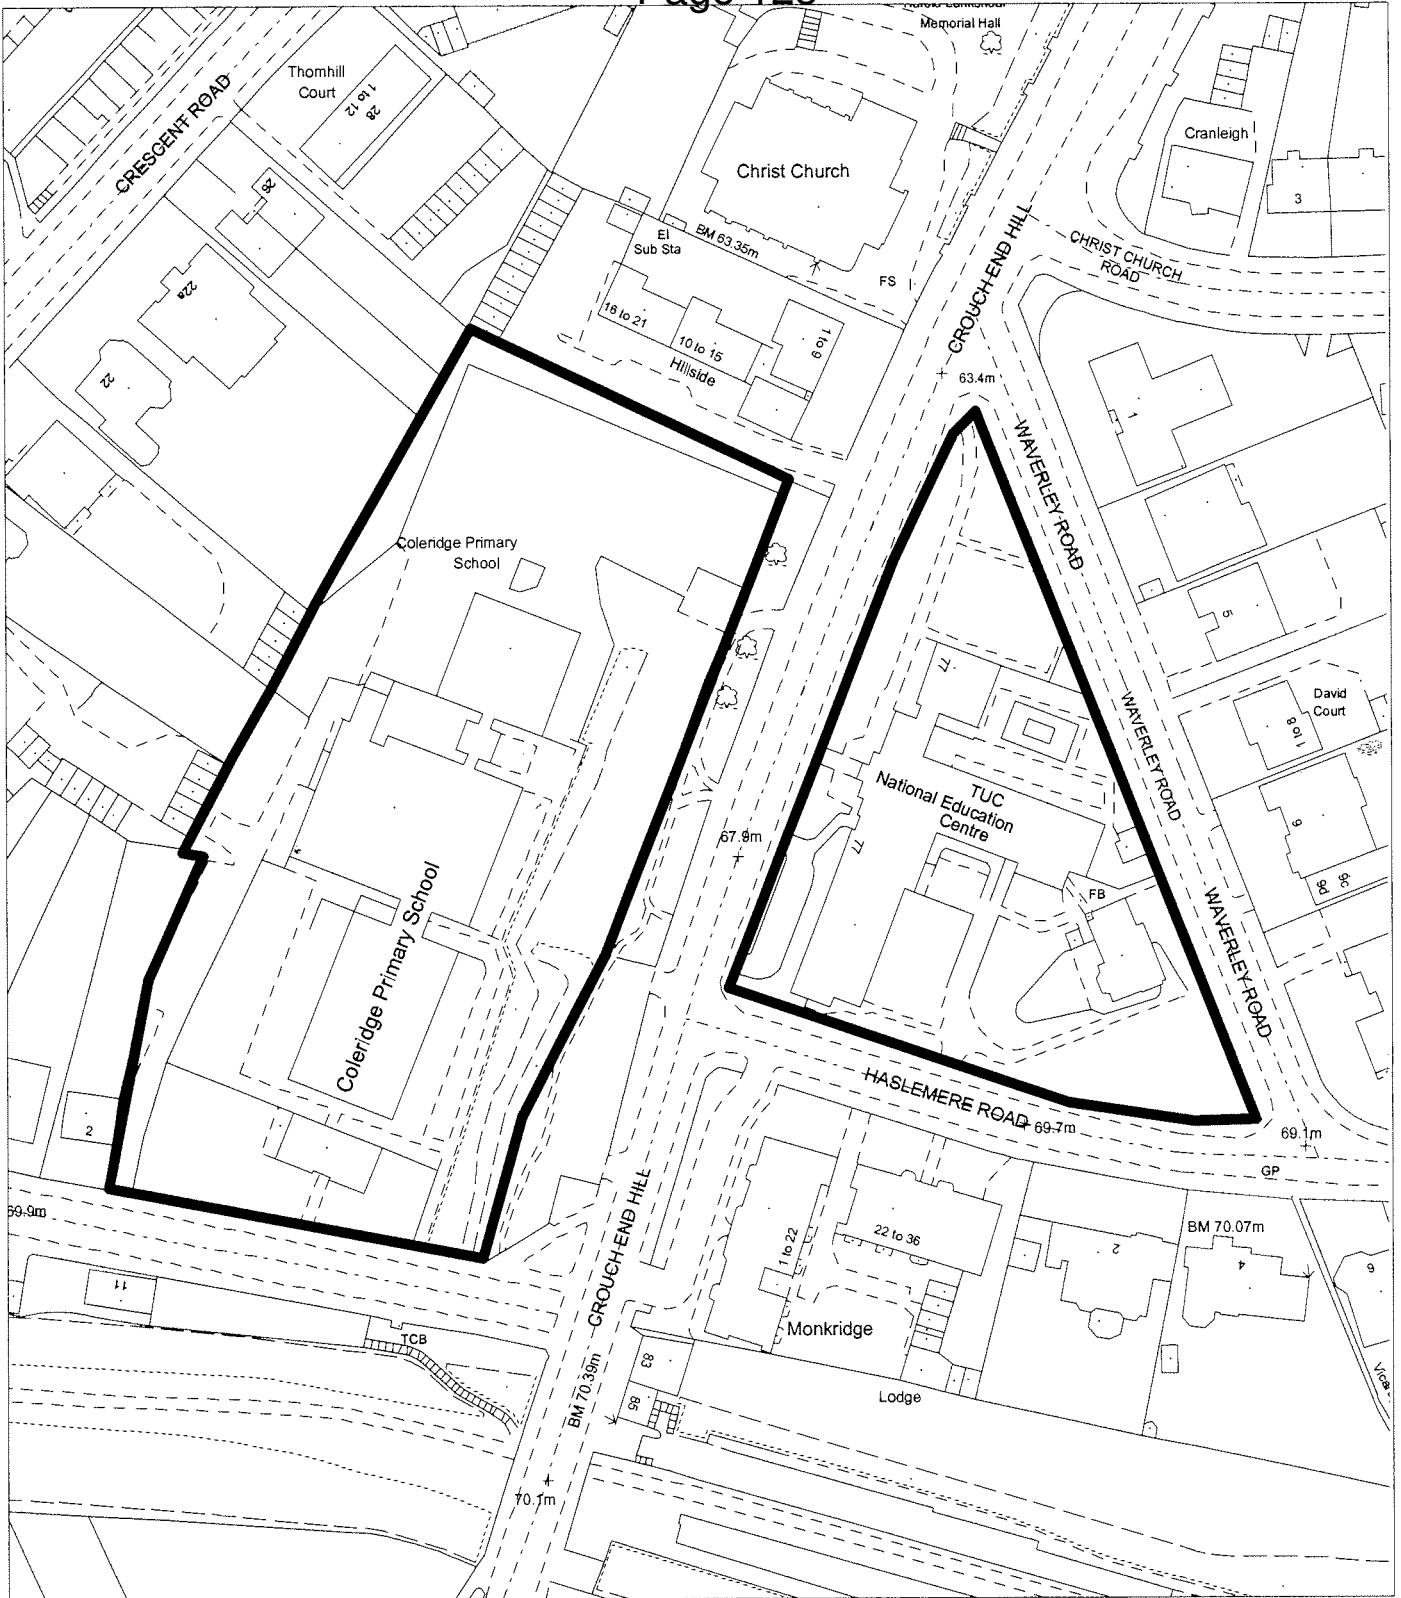 Memorial Hall
Thornhill
Court
1 to 12
28
CRESCENT ROAD
26
22a
22
Christ Church
El
Sub Sta
BM 63.35m
FS
16 to 21
10 to 15
1 to 9
Hillside
CROUCH END HILL
63.4m
Cranleigh
3
CHRIST CHURCH
ROAD
1
WAVERLEY ROAD
5
Coleridge Primary
School
77
David
Court
1 to 8
WAVERLEY ROAD
TUC
National Education
Centre
77
67.9m
9
9c
9d
FB
WAVERLEY ROAD
Coleridge Primary School
HASLEMERE ROAD
69.7m
69.1m
GP
2
69.9m
11
TCB
CROUCH END HILL
1 to 22
22 to 36
Monkridge
2
BM 70.07m
4
6
83
85
BM 70.39m
Lodge
70.1m